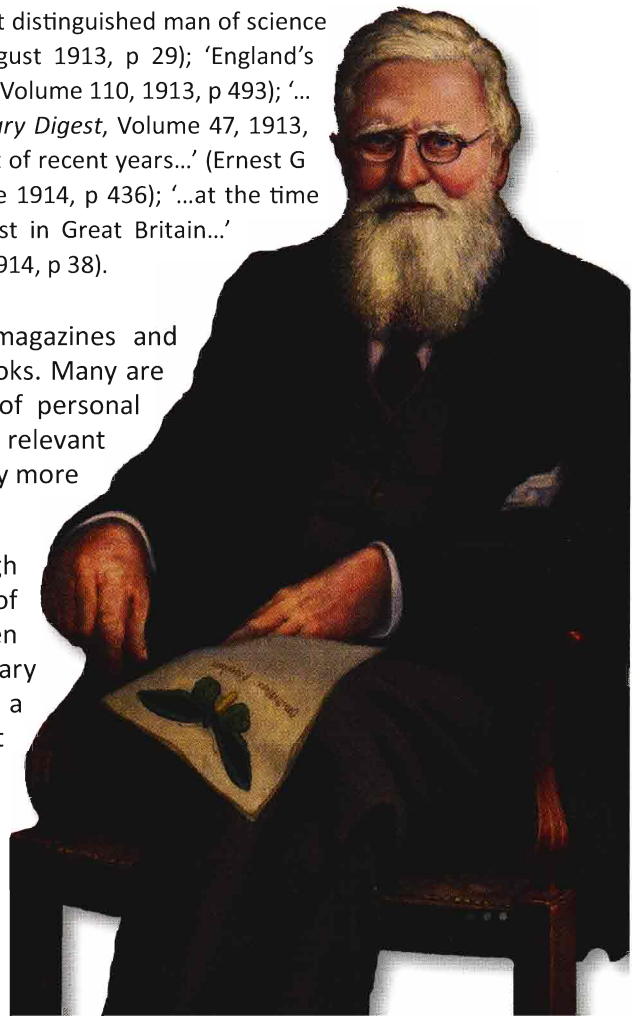 t distinguished man of science
gust 1913, p 29); ‘England’s
Volume 110, 1913, p 493); ‘…
ary Digest, Volume 47, 1913,
t of recent years…’ (Ernest G
e 1914, p 436); ‘…at the time
st in Great Britain…’
914, p 38).
magazines and
oks. Many are
of personal
relevant
y more
gh
of
en
ary
a
t